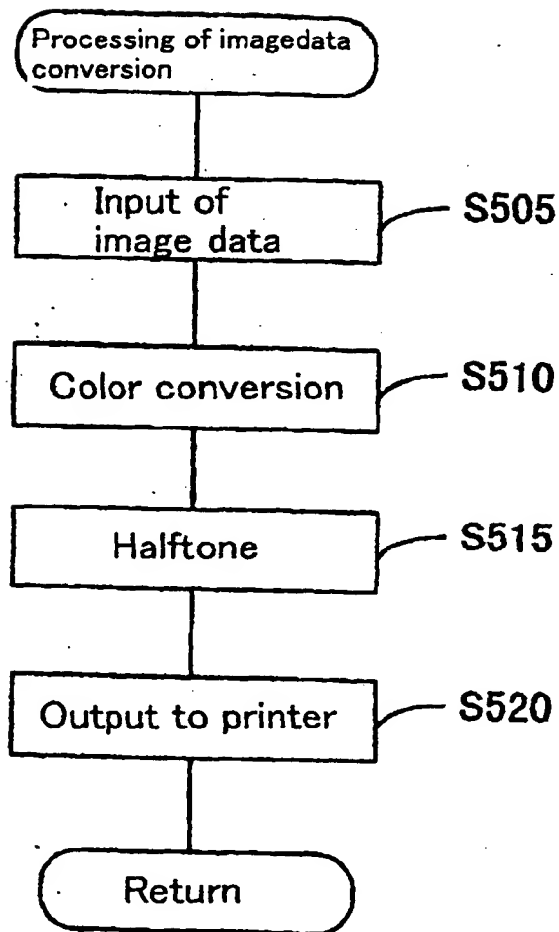 Processing of imagedata
conversion
Input of
image data
S505
Color conversion
S510
Halftone
S515
Output to printer
S520
Return